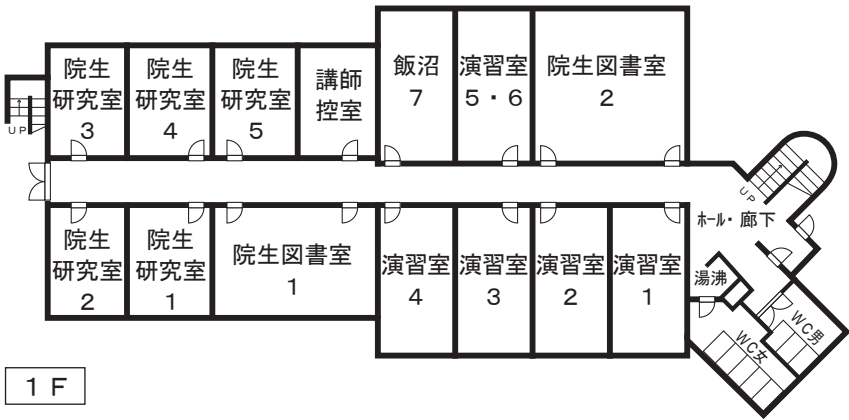 院生
研究室
3
院生
研究室
4
院生
研究室
5
講師
控室
飯沼
7
演習室
5・6
院生図書室
2
UP
UP
ホール・廊下
院生
研究室
2
院生
研究室
1
院生図書室
1
演習室
4
演習室
3
演習室
2
演習室
1
湯沸
WC男
WC女
1F